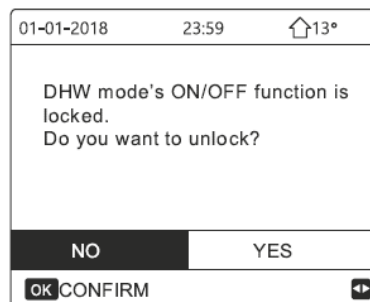 01-01-2018 23:59 13°
DHW mode's ON/OFF function is
locked.
Do you want to unlock?
NO YES
OK CONFIRM